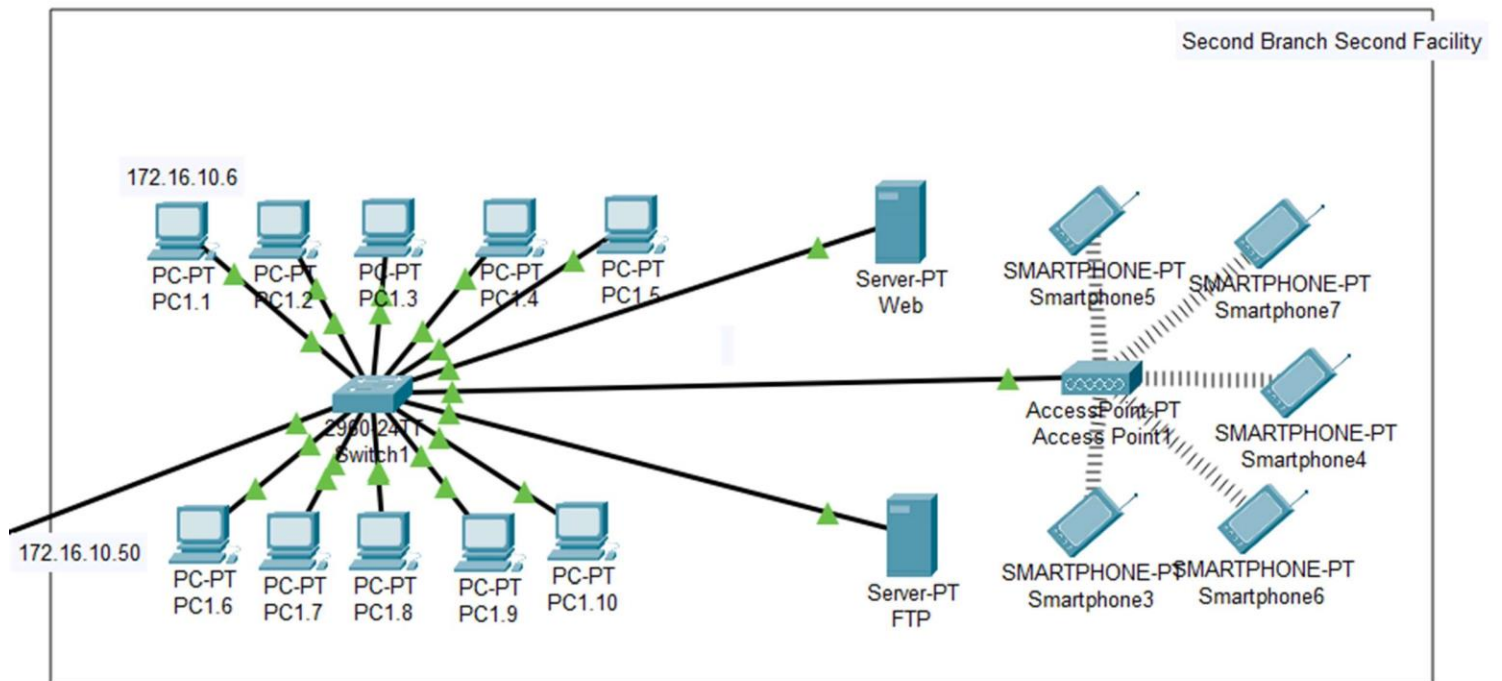 Second Branch Second Facility
172.16.10.6
PC-PT
PC1.1
PC-PT
PC1.2
PC-PT
PC1.3
PC-PT
PC1.4
PC-PT
PC1.5
Server-PT
Web
SMARTPHONE-PT
Smartphone5
SMARTPHONE-PT
Smartphone7
2960-24TT
Switch1
AccessPoint-PT
Access Point1
SMARTPHONE-PT
Smartphone4
172.16.10.50
PC-PT
PC1.6
PC-PT
PC1.7
PC-PT
PC1.8
PC-PT
PC1.9
PC-PT
PC1.10
Server-PT
FTP
SMARTPHONE-PT
Smartphone3
SMARTPHONE-PT
Smartphone6